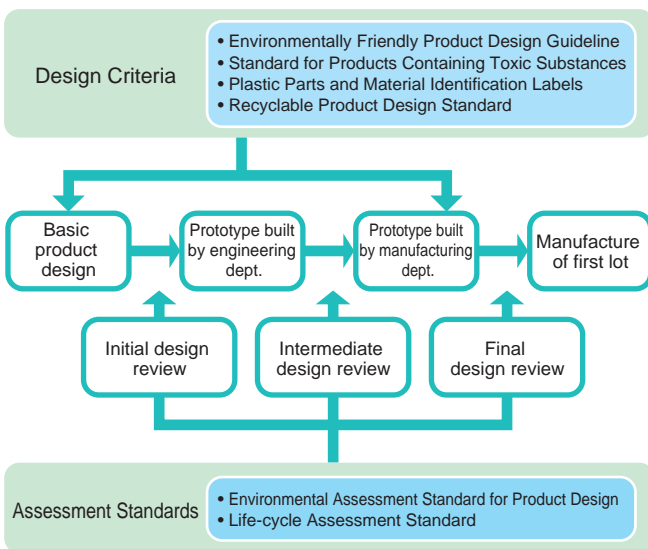 Design Criteria
• Environmentally Friendly Product Design Guideline
• Standard for Products Containing Toxic Substances
• Plastic Parts and Material Identification Labels
• Recyclable Product Design Standard
Basic
product
design
Prototype built
by engineering
dept.
Prototype built
by manufacturing
dept.
Manufacture
of first lot
Initial design
review
Intermediate
design review
Final
design review
Assessment Standards
• Environmental Assessment Standard for Product Design
• Life-cycle Assessment Standard